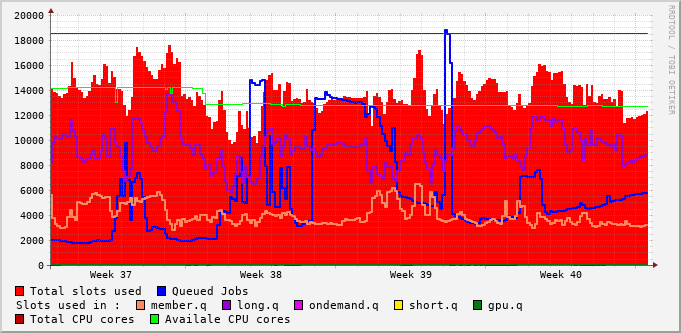 20000
18000
16000
14000
12000
10000
8000
6000
4000
2000
0
Week 37 Week 38 Week 39 Week 40
RRDTOOL / TOBI OETIKER
Total slots used Queued Jobs
Slots used in : member.q long.q ondemand.q short.q gpu.q
Total CPU cores Availale CPU cores